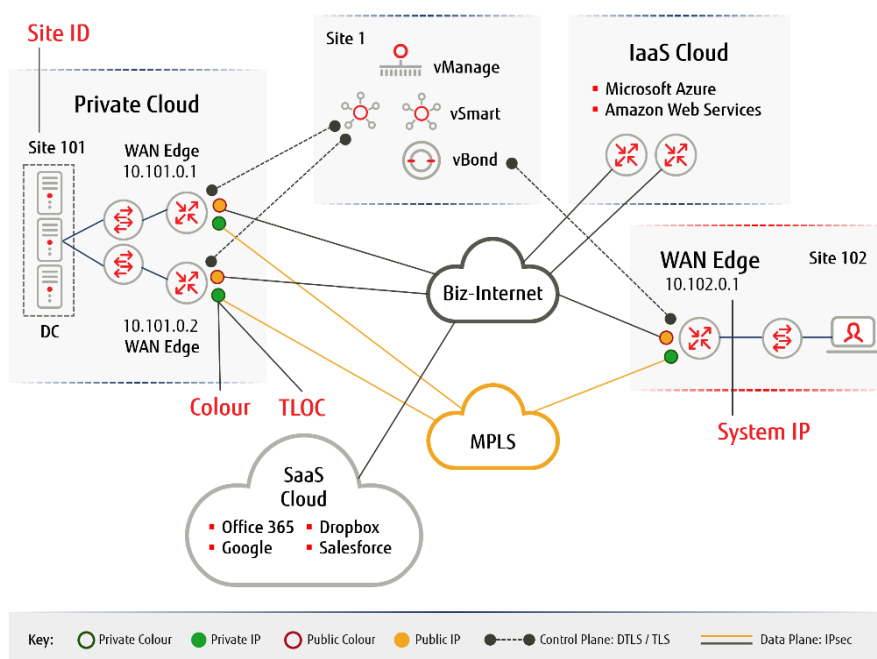 Site ID
Private Cloud
Site 101
WAN Edge
10.101.0.1
DC
10.101.0.2
WAN Edge
Site 1
vManage
vSmart
vBond
IaaS Cloud
Microsoft Azure
Amazon Web Services
Biz-Internet
WAN Edge
10.102.0.1
Site 102
Colour
TLOC
MPLS
System IP
SaaS
Cloud
Office 365
Dropbox
Google
Salesforce
Key:
Private Colour
Private IP
Public Colour
Public IP
Control Plane: DTLS / TLS
Data Plane: IPsec